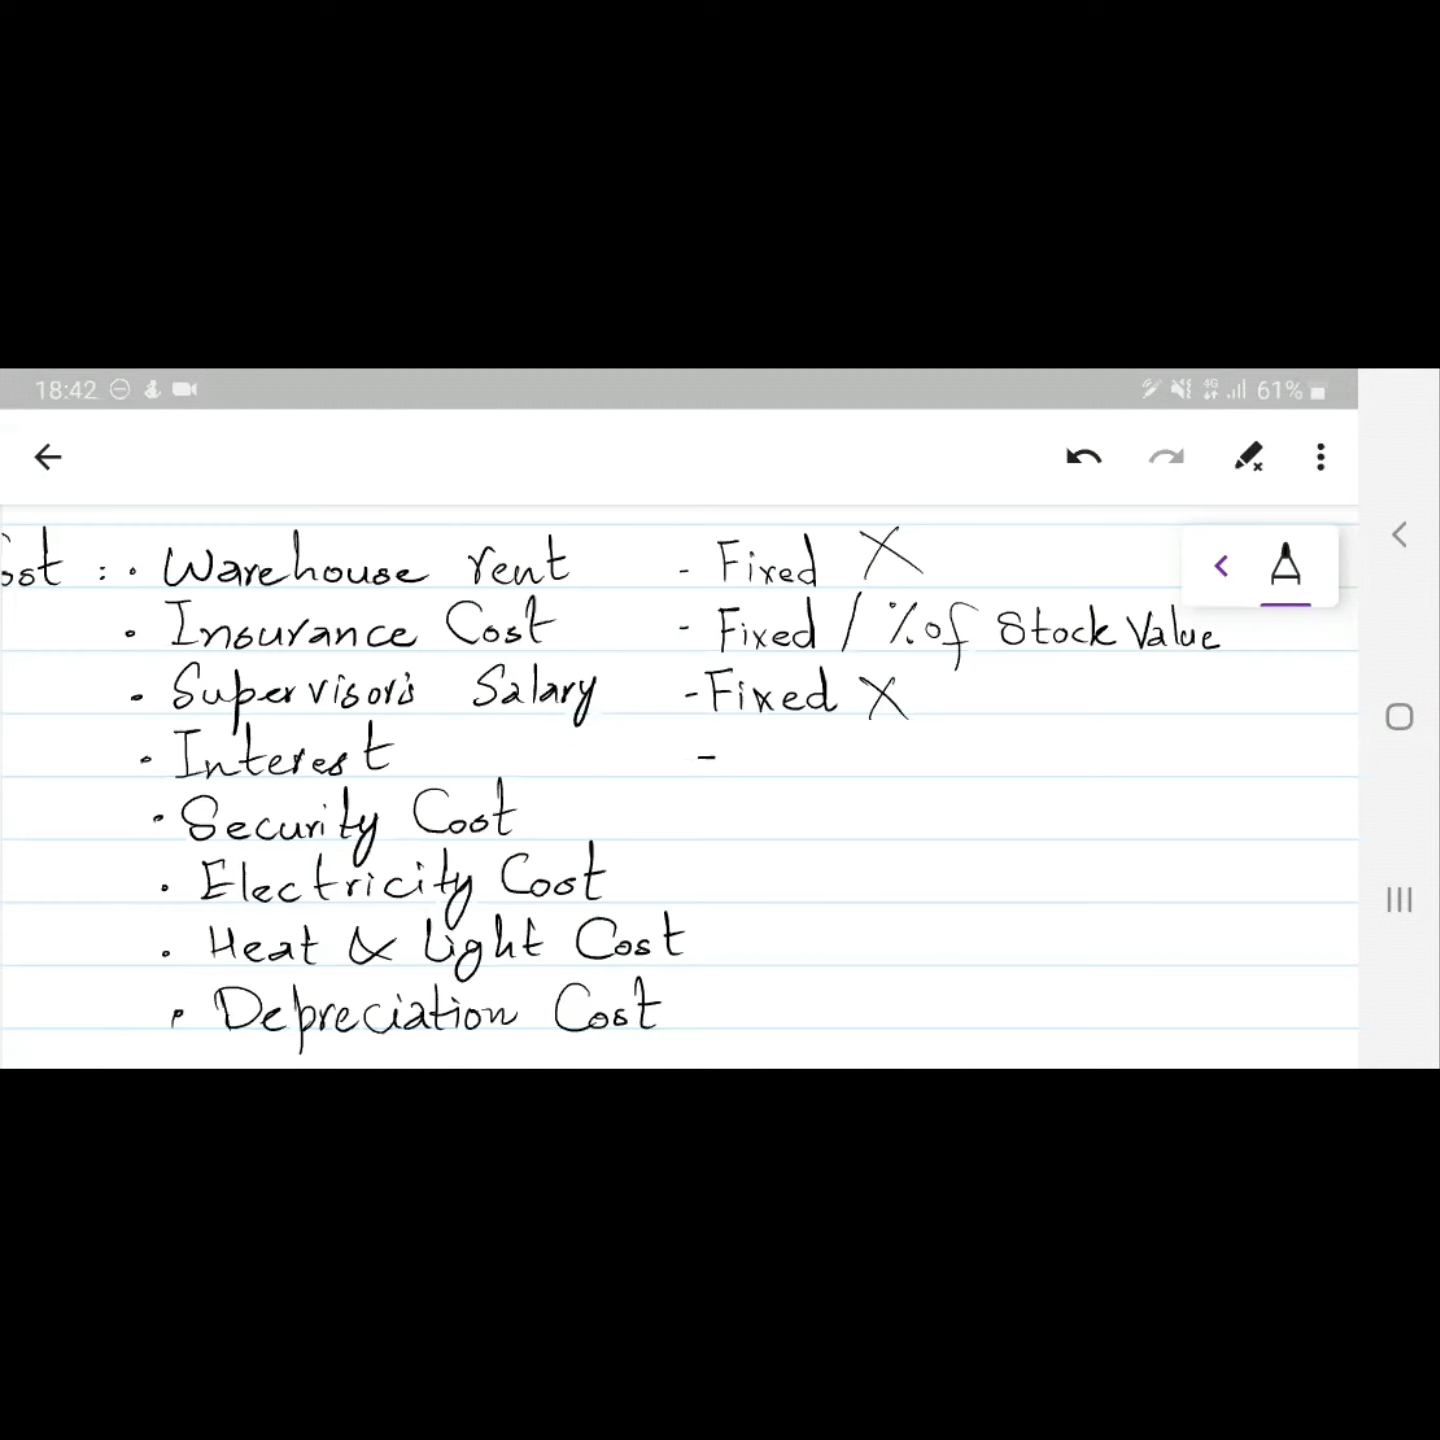 18:42 4G 61%
ost : • Warehouse rent - Fixed X
• Insurance Cost - Fixed / % of Stock Value
• Supervisor's Salary - Fixed X
• Interest -
• Security Cost
• Electricity Cost
• Heat & Light Cost
• Depreciation Cost